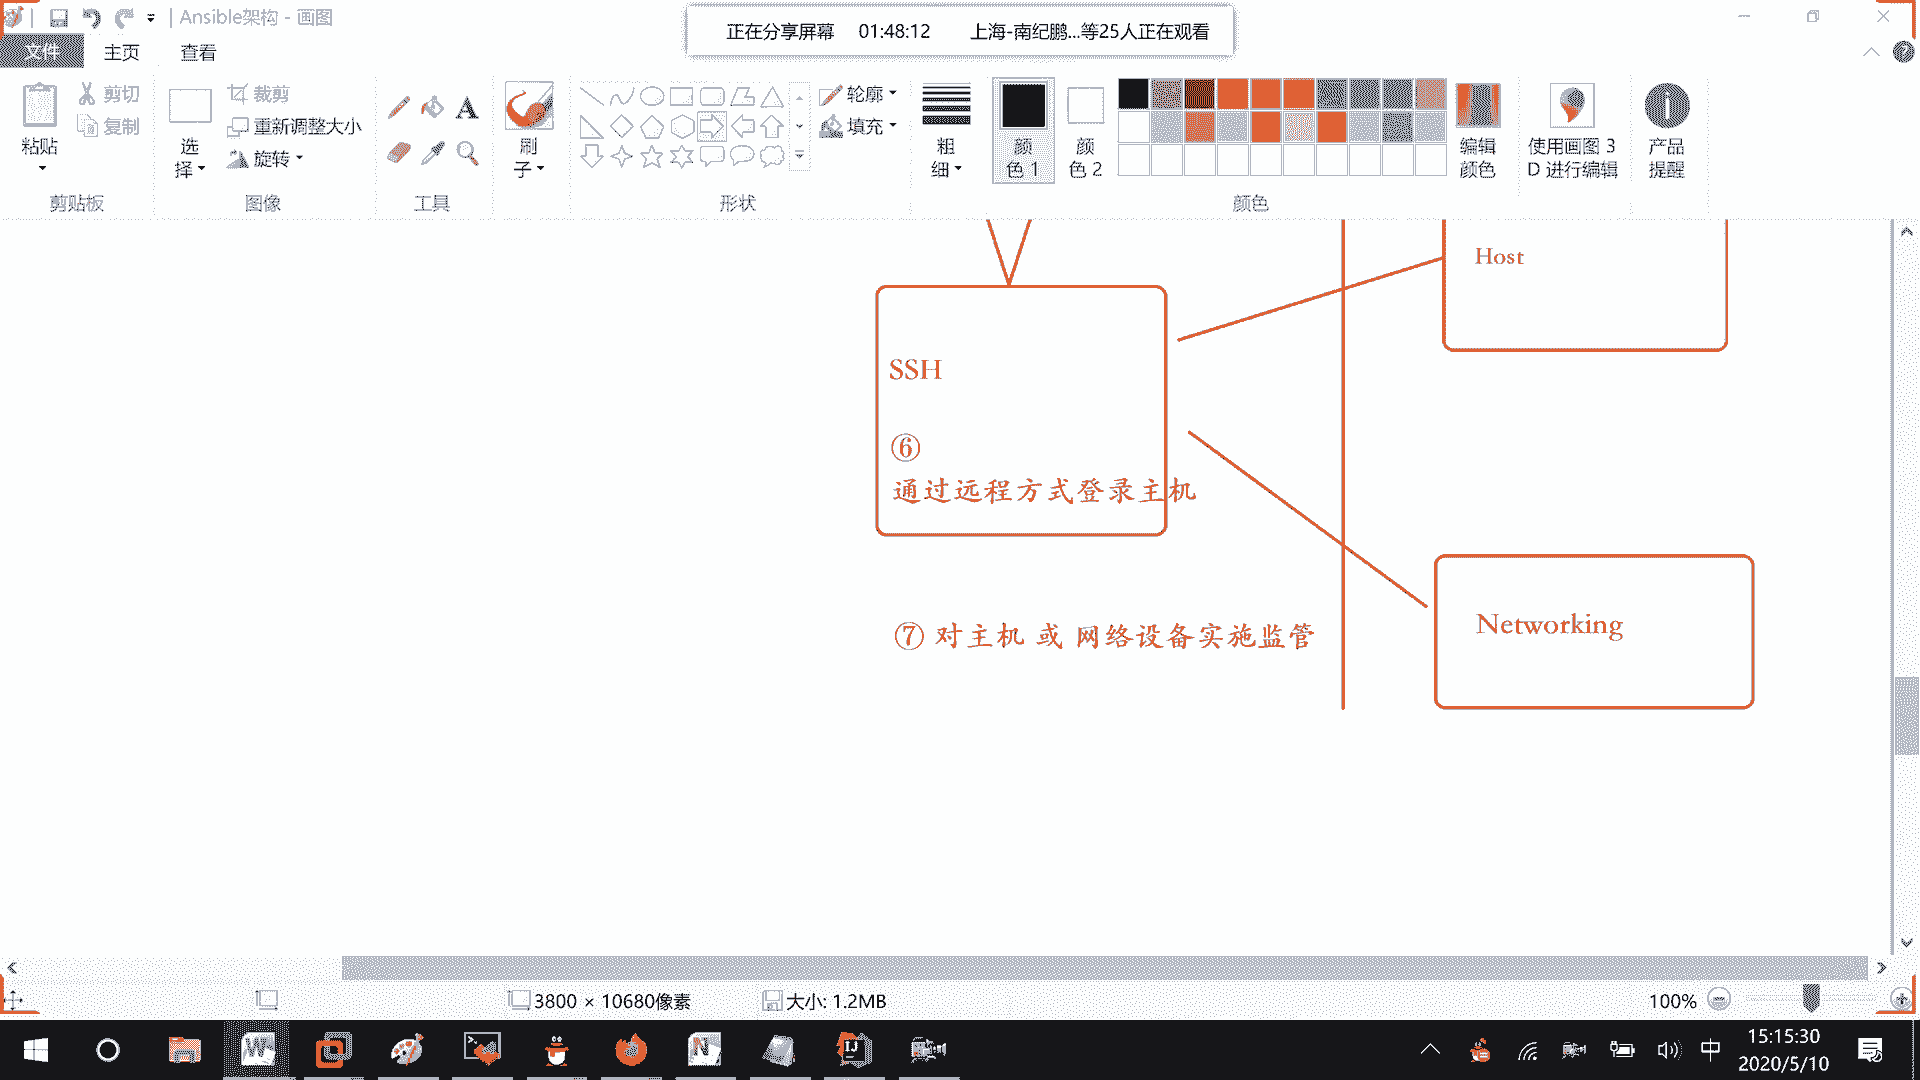 Ansible架构 - 画图
正在分享屏幕 01:48:12 上海-南纪鹏...等25人正在观看
文件 主页 查看
粘贴
剪切
复制
剪贴板
选
择
裁剪
重新调整大小
旋转
图像
A
工具
刷
子
形状
轮廓
填充
粗
细
颜
色 1
颜
色 2
颜色
编辑
颜色
使用画图 3
D 进行编辑
产品
提醒
Host
SSH
⑥
通过远程方式登录主机
⑦ 对主机 或 网络设备实施监管
Networking
3800 × 10680像素
大小: 1.2MB
100%
中
15:15:30
2020/5/10